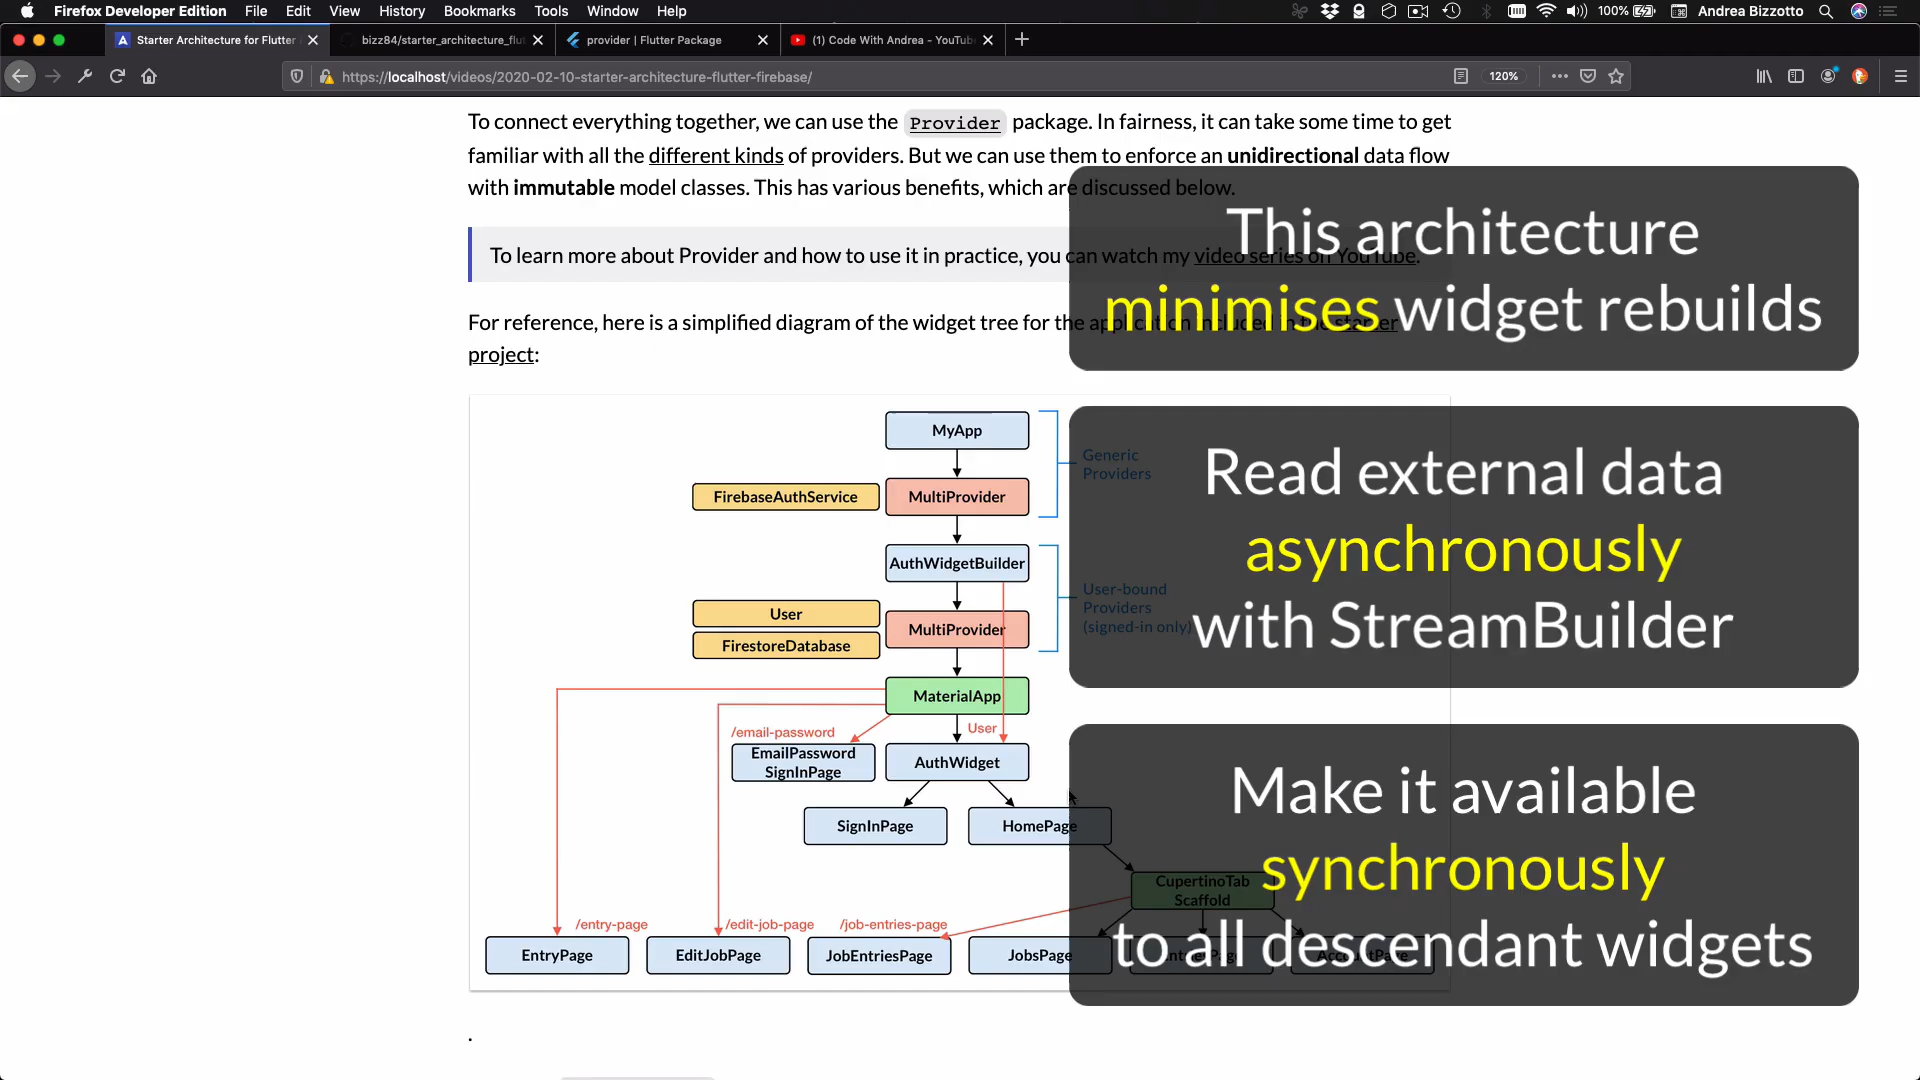 Firefox Developer Edition File Edit View History Bookmarks Tools Window Help 100% Andrea Bizzotto
Starter Architecture for Flutter
bizz84/starter_architecture_flut
provider | Flutter Package
(1) Code With Andrea - YouTube
https://localhost/videos/2020-02-10-starter-architecture-flutter-firebase/ 120%
To connect everything together, we can use the Provider package. In fairness, it can take some time to get
familiar with all the different kinds of providers. But we can use them to enforce an unidirectional data flow
with immutable model classes. This has various benefits, which are discussed below.
To learn more about Provider and how to use it in practice, you can watch my video series on YouTube.
For reference, here is a simplified diagram of the widget tree for the application included in the starter
project:
This architecture
minimises widget rebuilds
Read external data
asynchronously
with StreamBuilder
Make it available
synchronously
to all descendant widgets
MyApp
Generic
Providers
FirebaseAuthService
MultiProvider
AuthWidgetBuilder
User-bound
Providers
(signed-in only)
User
MultiProvider
FirestoreDatabase
MaterialApp
/email-password
User
EmailPassword
SignInPage
AuthWidget
SignInPage
HomePage
CupertinoTab
Scaffold
/entry-page
/edit-job-page
/job-entries-page
EntryPage
EditJobPage
JobEntriesPage
JobsPage
EntriesPage
AccountPage
.